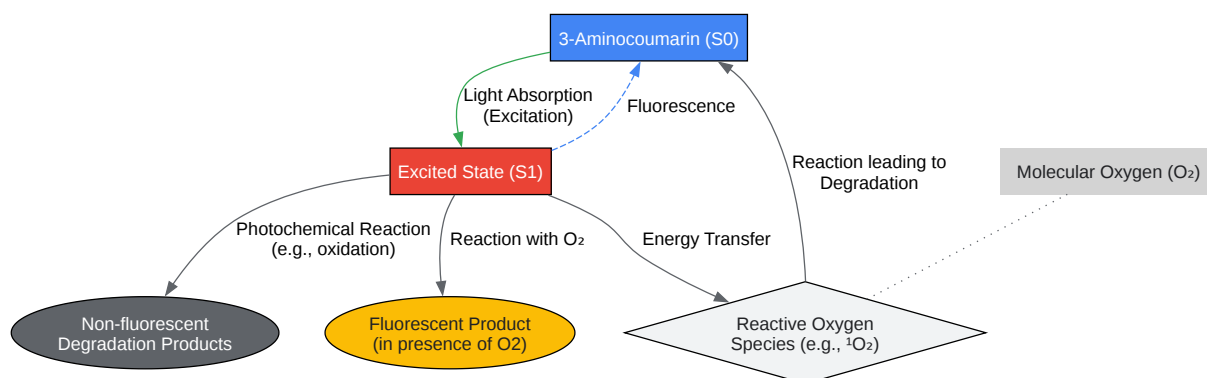 3-Aminocoumarin (S0)
Light Absorption
(Excitation)
Fluorescence
Excited State (S1)
Reaction leading to
Degradation
Molecular Oxygen (O₂)
Photochemical Reaction
(e.g., oxidation)
Reaction with O₂
Energy Transfer
Non-fluorescent
Degradation Products
Fluorescent Product
(in presence of O2)
Reactive Oxygen
Species (e.g., ¹O₂)